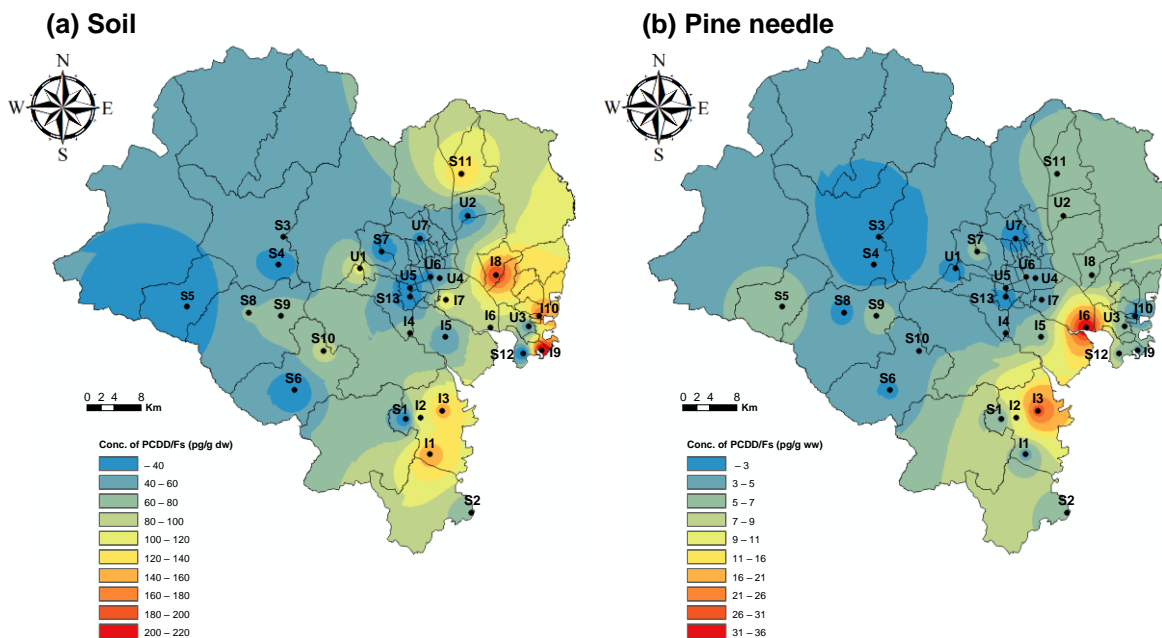 (a) Soil
N
W E
S
S11
U2
S3
U7
S7
S4
U1
I8
U6
U5
U4
S5
S13
I7
S8
S9
I10
I6
U3
I4
I5
S10
S12
I9
S6
0 2 4 8
Km
I3
S1
I2
I1
S2
Conc. of PCDD/Fs (pg/g dw)
– 40
40 – 60
60 – 80
80 – 100
100 – 120
120 – 140
140 – 160
160 – 180
180 – 200
200 – 220
(b) Pine needle
N
W E
S
S11
U2
S3
U7
S7
S4
U1
I8
U6
U5
U4
S5
S13
I7
S8
S9
I10
I6
U3
I4
I5
S10
S12
I9
S6
0 2 4 8
Km
I3
S1
I2
I1
S2
Conc. of PCDD/Fs (pg/g ww)
– 3
3 – 5
5 – 7
7 – 9
9 – 11
11 – 16
16 – 21
21 – 26
26 – 31
31 – 36